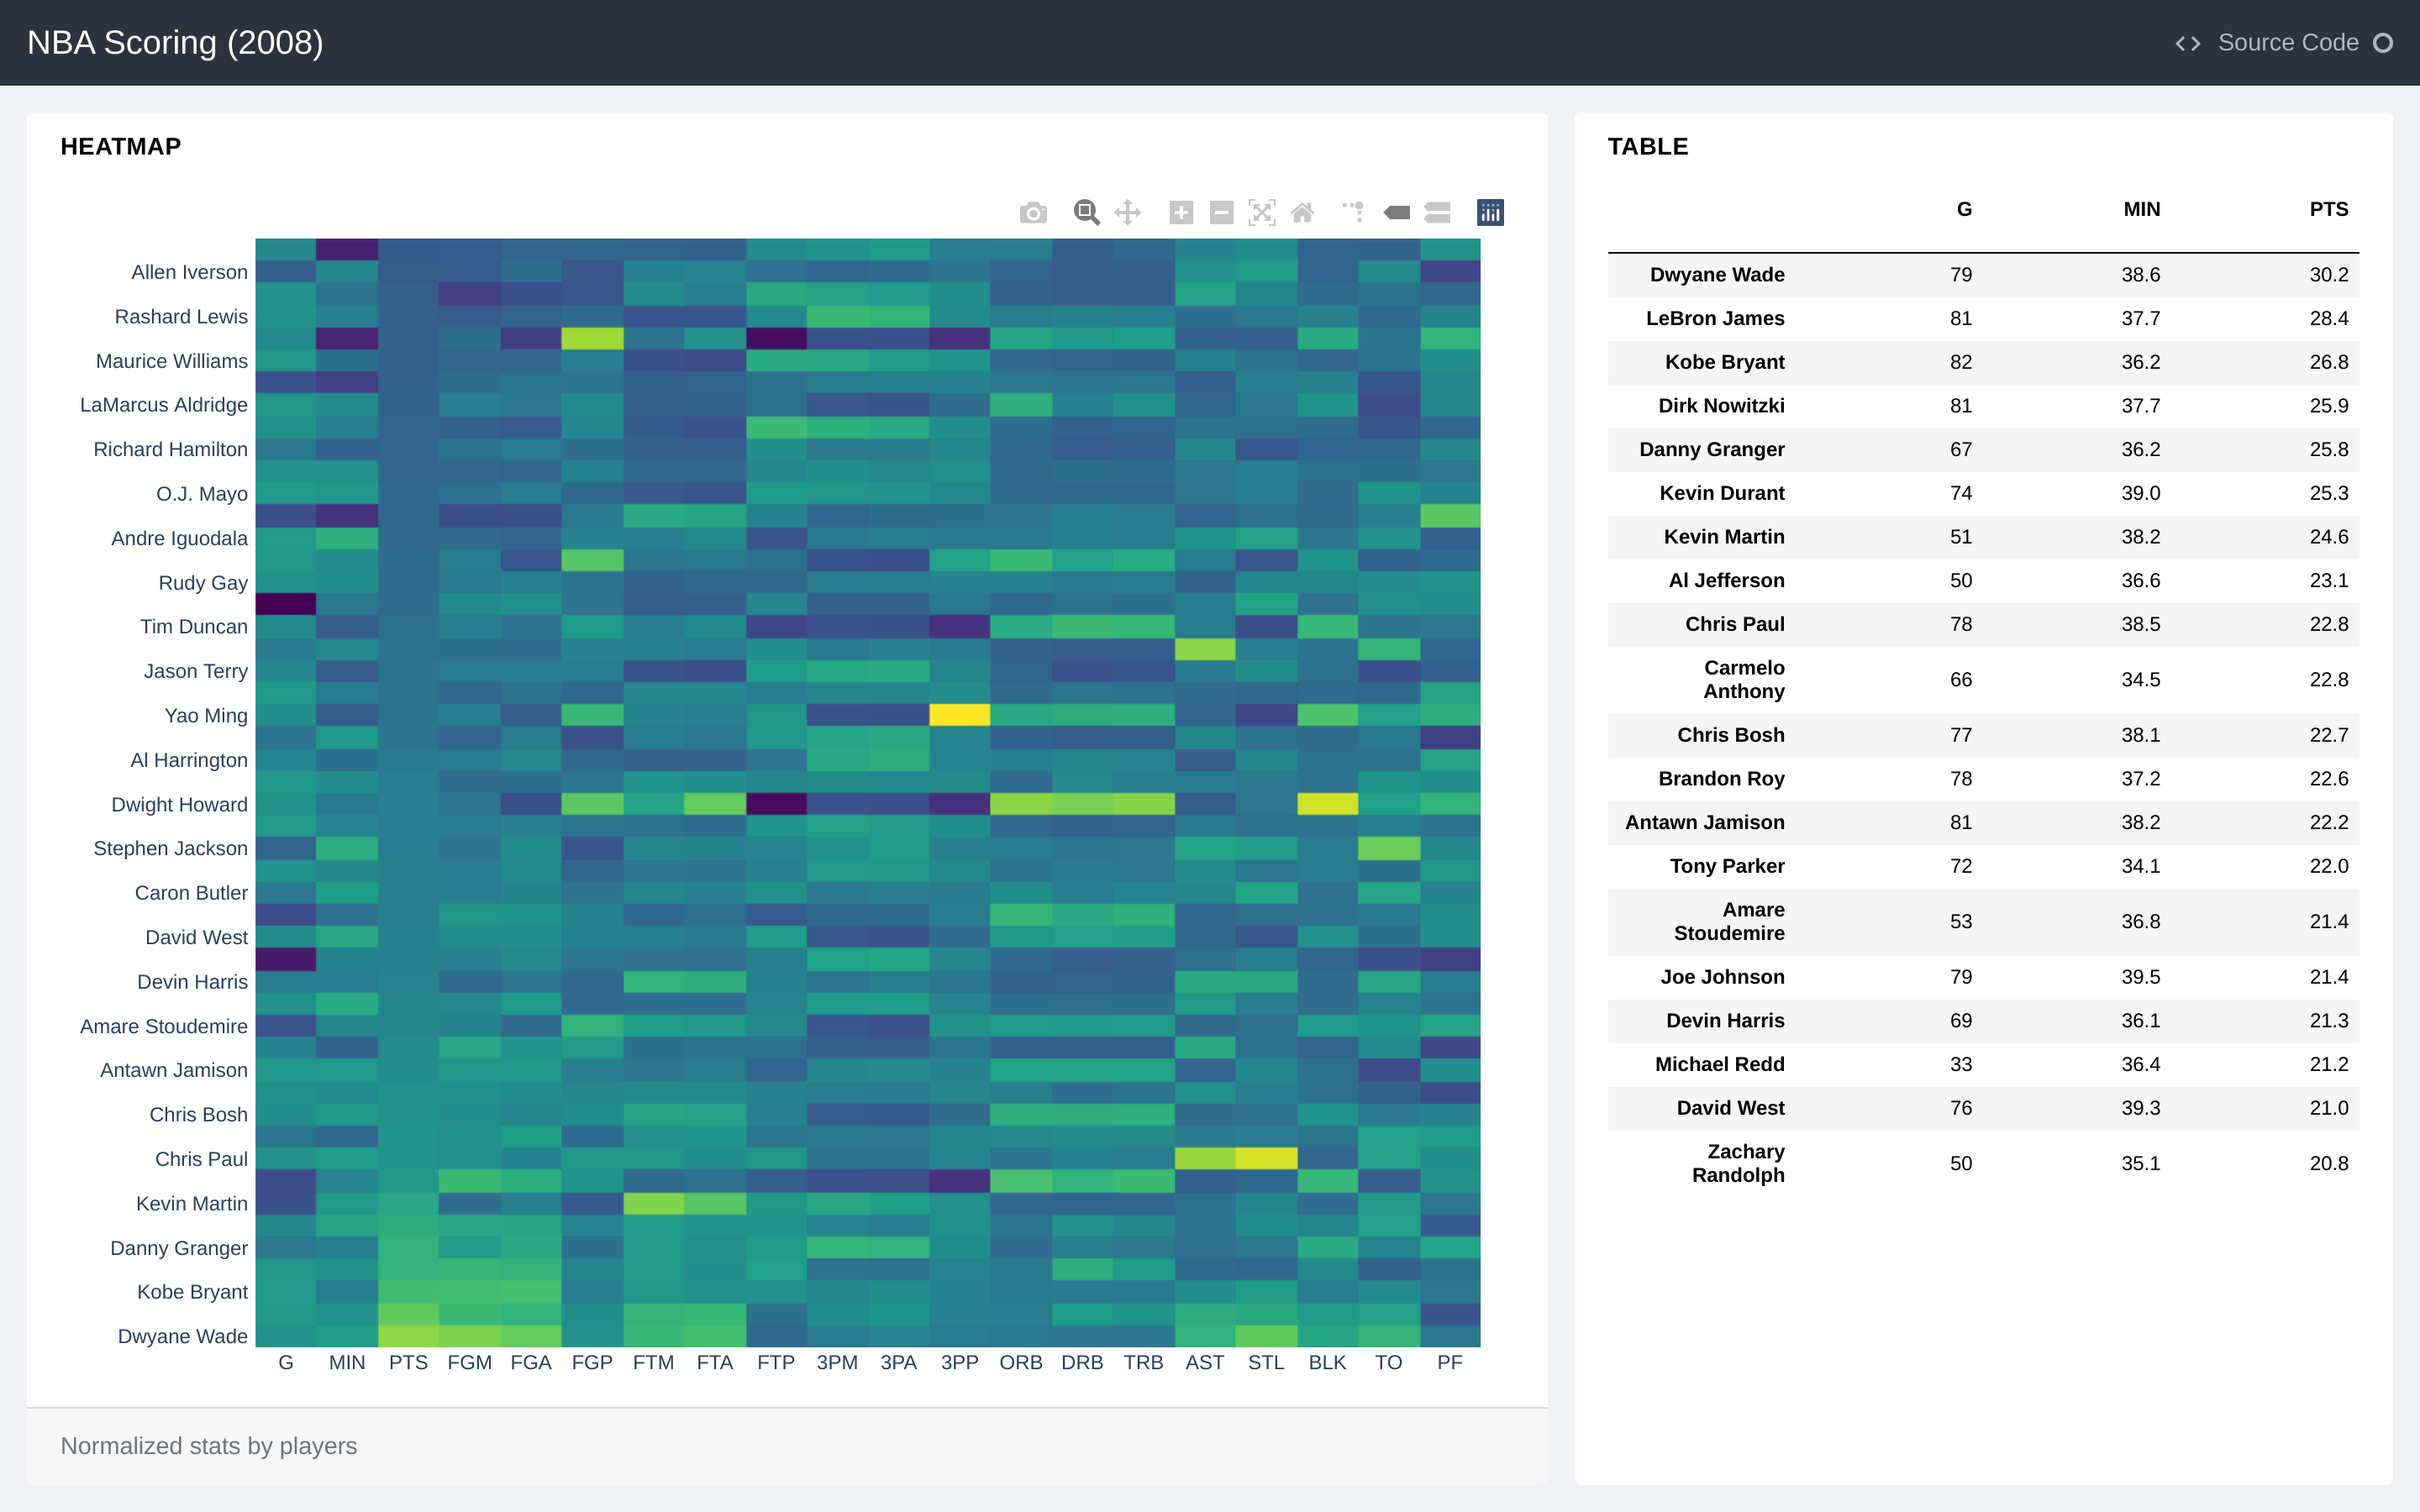 NBA Scoring (2008)
Source Code
HEATMAP
Allen Iverson
Rashard Lewis
Maurice Williams
LaMarcus Aldridge
Richard Hamilton
O.J. Mayo
Andre Iguodala
Rudy Gay
Tim Duncan
Jason Terry
Yao Ming
Al Harrington
Dwight Howard
Stephen Jackson
Caron Butler
David West
Devin Harris
Amare Stoudemire
Antawn Jamison
Chris Bosh
Chris Paul
Kevin Martin
Danny Granger
Kobe Bryant
Dwyane Wade
G MIN PTS FGM FGA FGP FTM FTA FTP 3PM 3PA 3PP ORB DRB TRB AST STL BLK TO PF
Normalized stats by players
TABLE
G MIN PTS
Dwyane Wade 79 38.6 30.2
LeBron James 81 37.7 28.4
Kobe Bryant 82 36.2 26.8
Dirk Nowitzki 81 37.7 25.9
Danny Granger 67 36.2 25.8
Kevin Durant 74 39.0 25.3
Kevin Martin 51 38.2 24.6
Al Jefferson 50 36.6 23.1
Chris Paul 78 38.5 22.8
Carmelo
Anthony 66 34.5 22.8
Chris Bosh 77 38.1 22.7
Brandon Roy 78 37.2 22.6
Antawn Jamison 81 38.2 22.2
Tony Parker 72 34.1 22.0
Amare
Stoudemire 53 36.8 21.4
Joe Johnson 79 39.5 21.4
Devin Harris 69 36.1 21.3
Michael Redd 33 36.4 21.2
David West 76 39.3 21.0
Zachary
Randolph 50 35.1 20.8